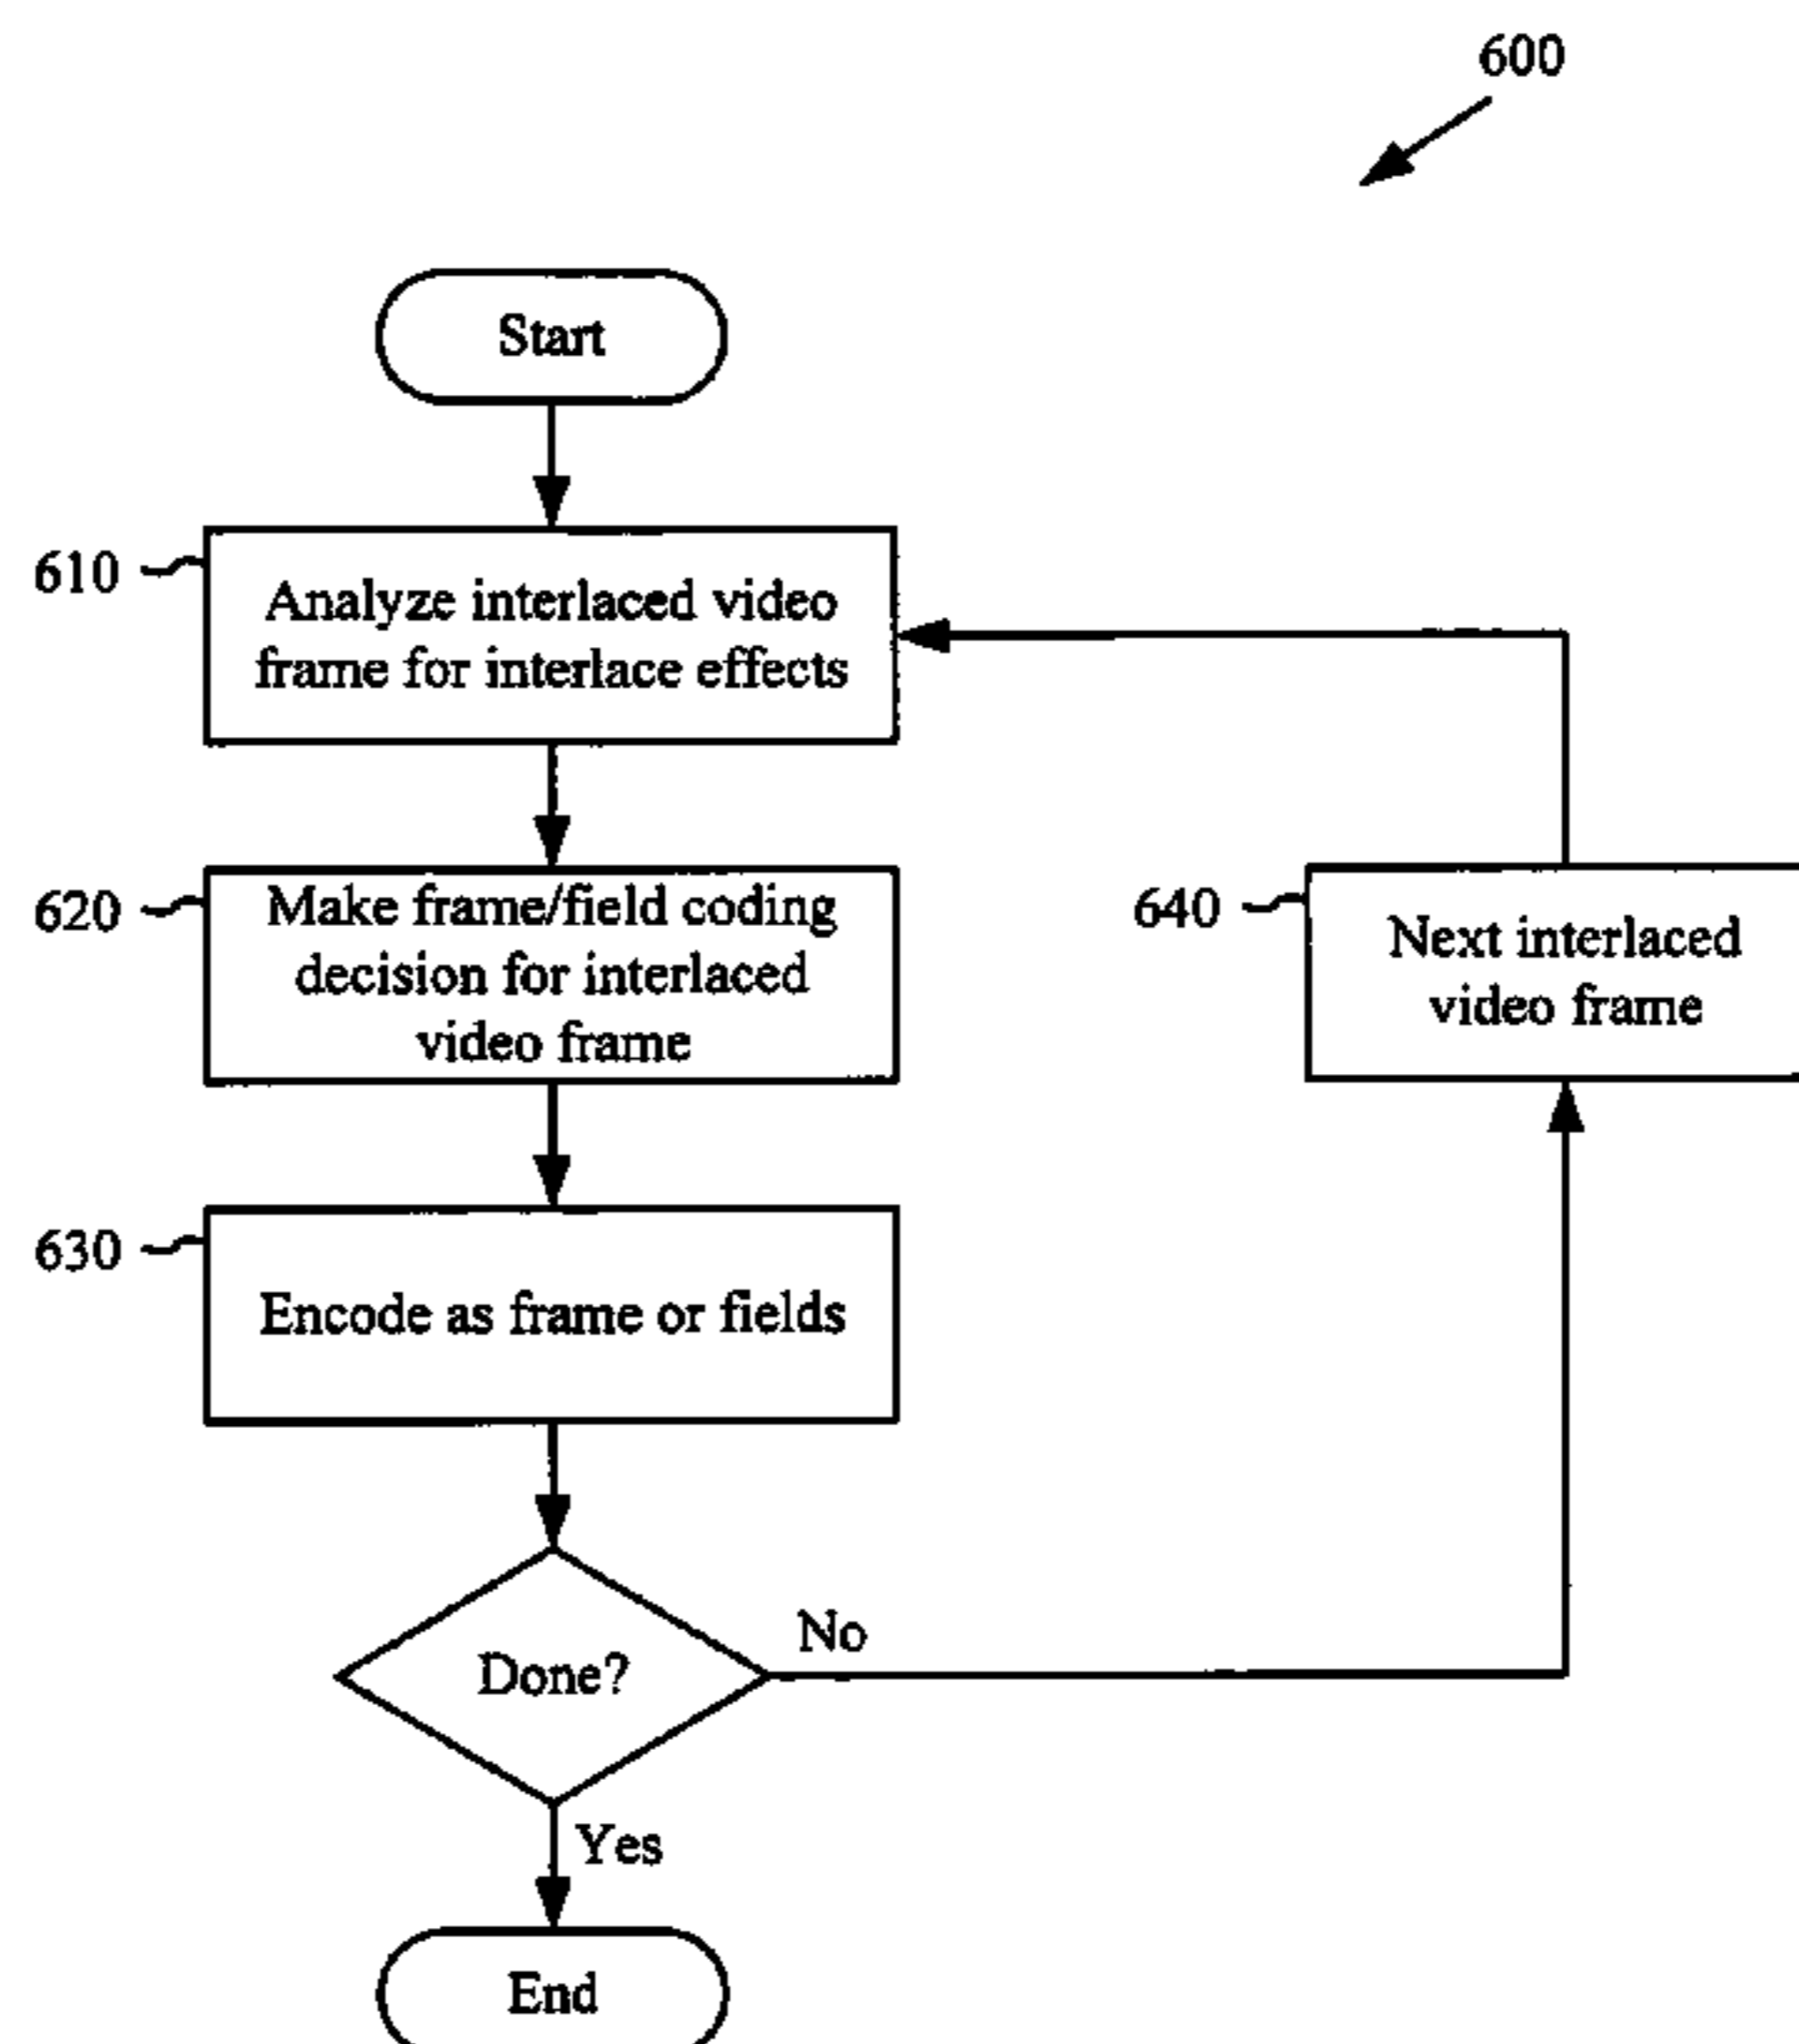 600
Start
610
Analyze interlaced video
frame for interlace effects
620
Make frame/field coding
decision for interlaced
video frame
640
Next interlaced
video frame
630
Encode as frame or fields
Done?
No
Yes
End